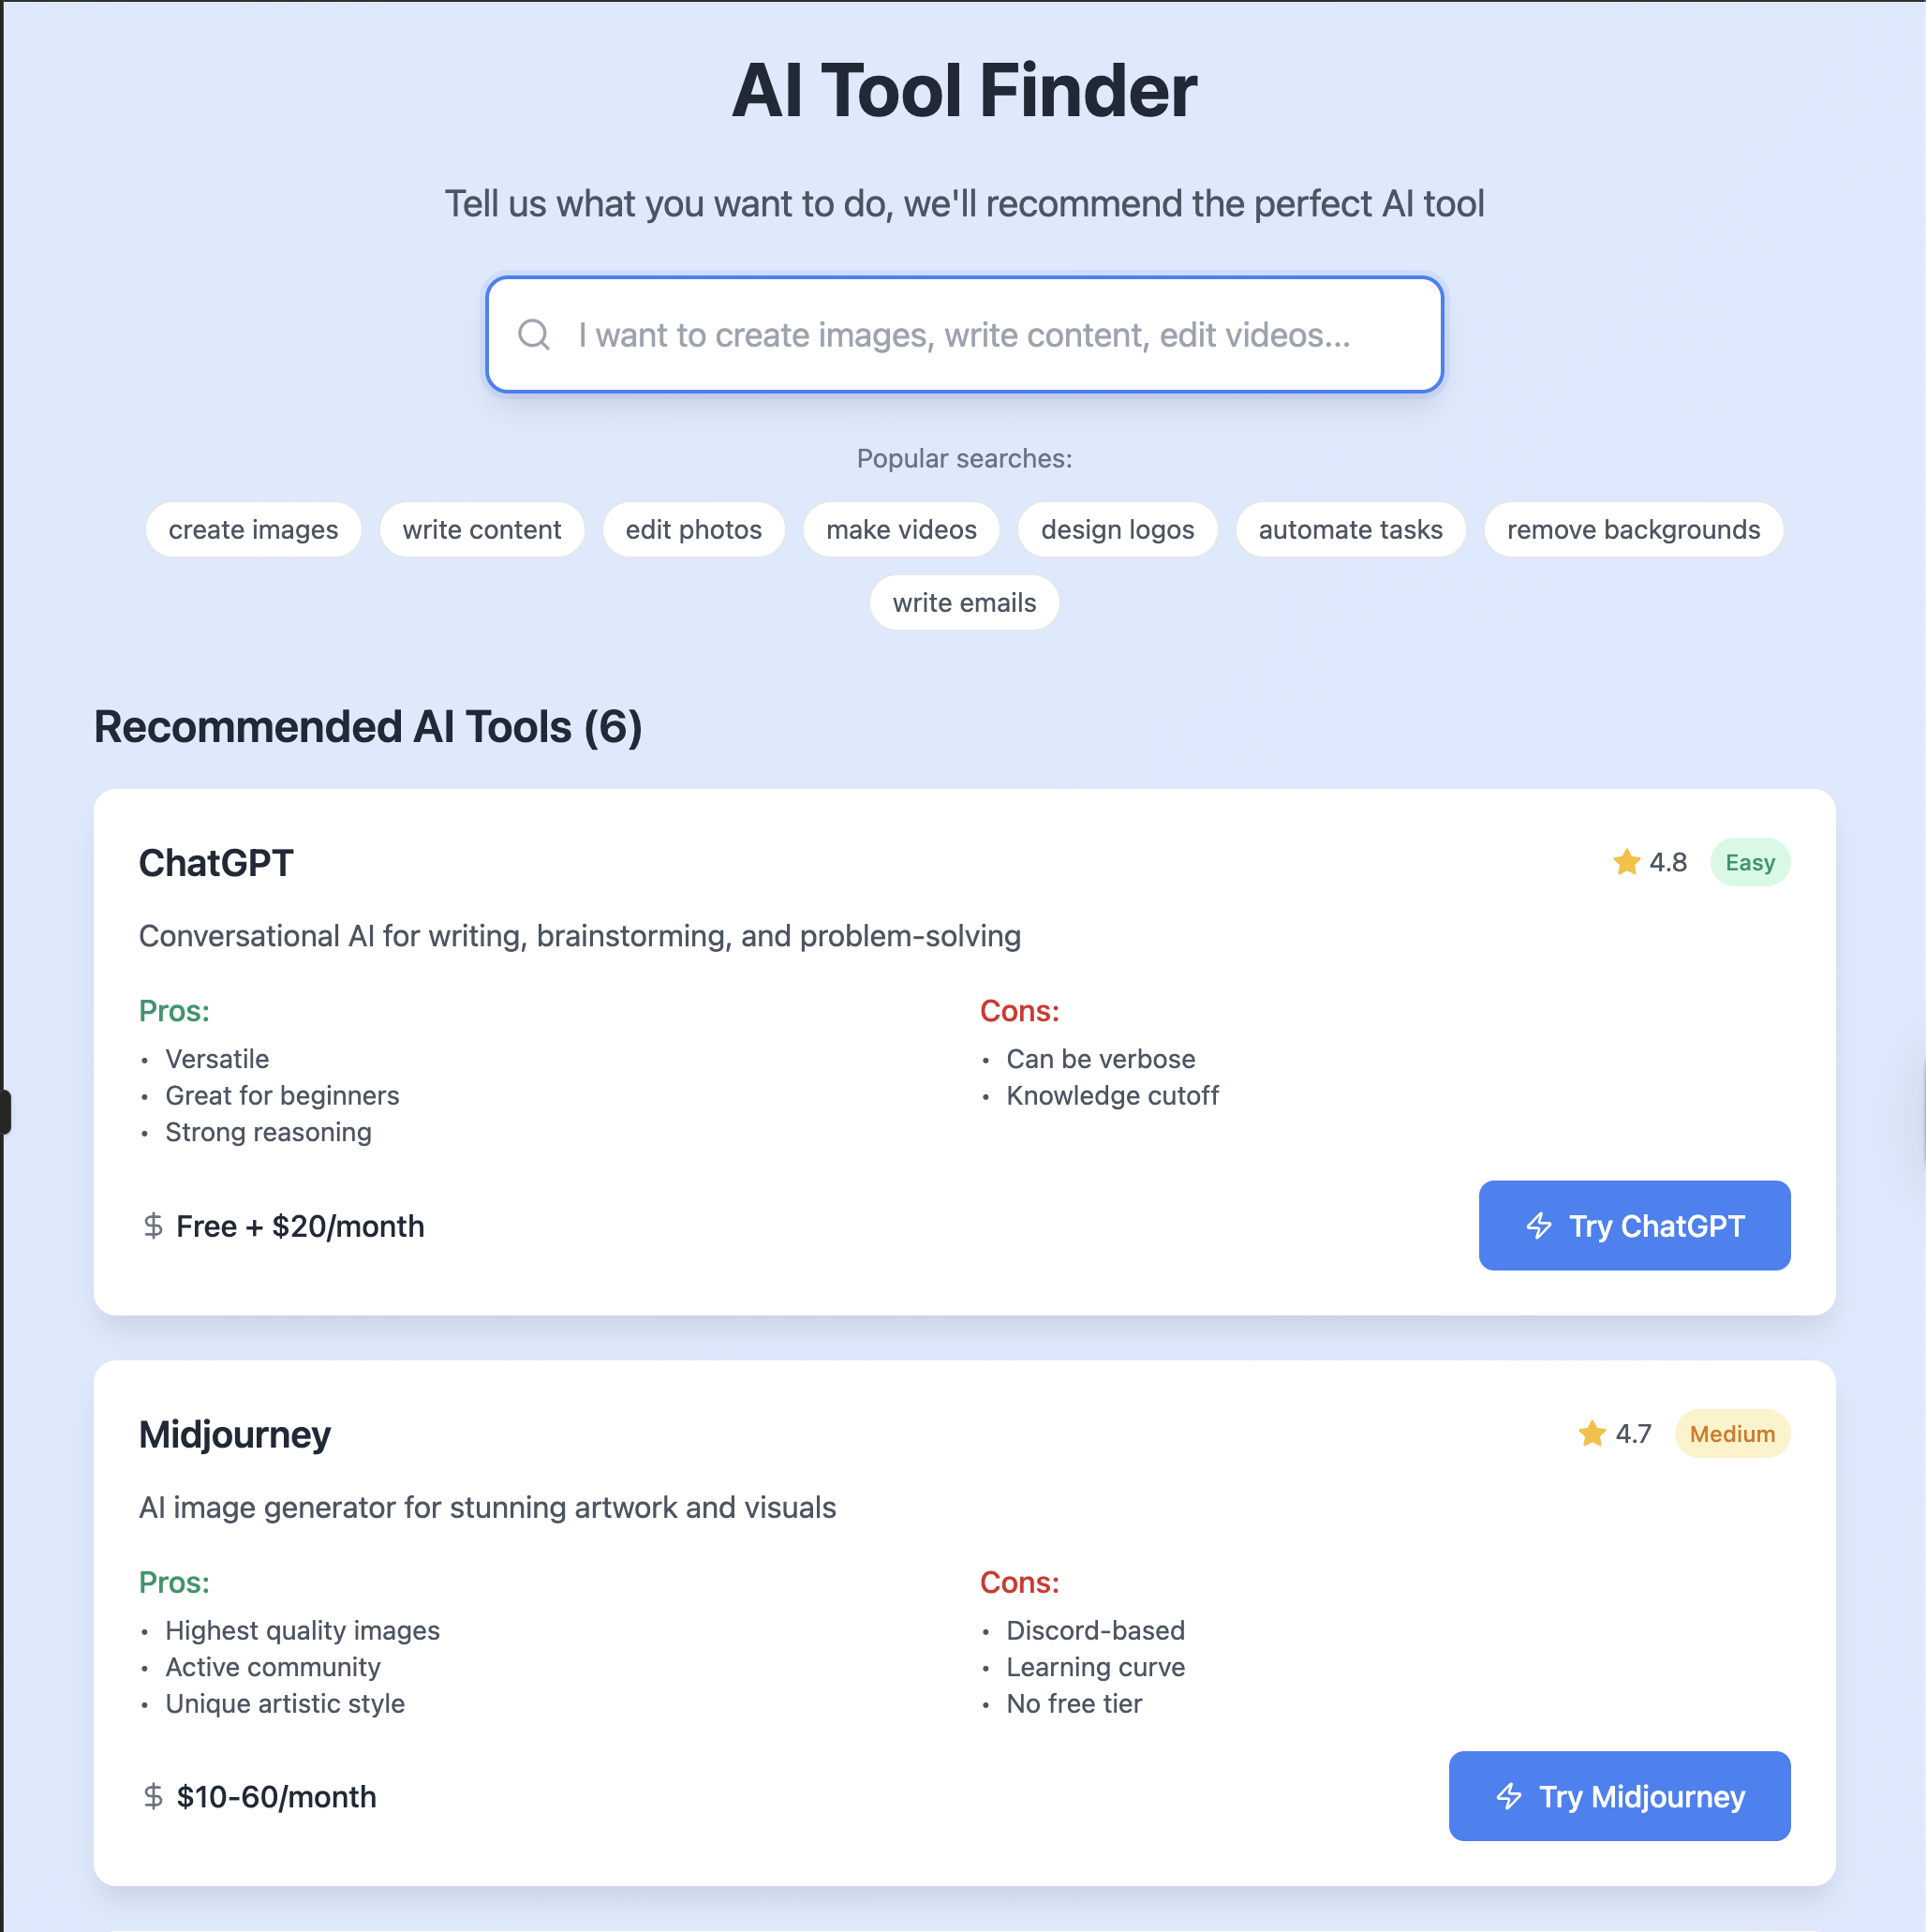 AI Tool Finder
Tell us what you want to do, we'll recommend the perfect AI tool
I want to create images, write content, edit videos...
Popular searches:
create images
write content
edit photos
make videos
design logos
automate tasks
remove backgrounds
write emails
Recommended AI Tools (6)
ChatGPT
4.8
Easy
Conversational AI for writing, brainstorming, and problem-solving
Pros:
• Versatile
• Great for beginners
• Strong reasoning
Cons:
• Can be verbose
• Knowledge cutoff
$ Free + $20/month
Try ChatGPT
Midjourney
4.7
Medium
AI image generator for stunning artwork and visuals
Pros:
• Highest quality images
• Active community
• Unique artistic style
Cons:
• Discord-based
• Learning curve
• No free tier
$ $10-60/month
Try Midjourney